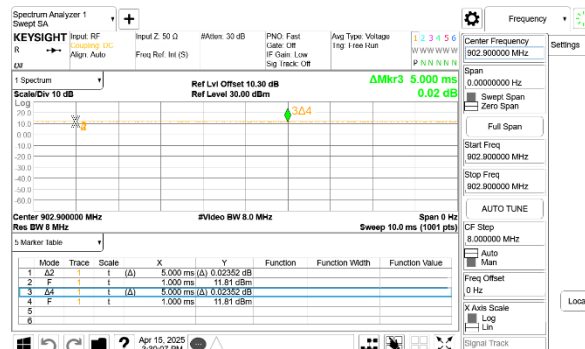 Spectrum Analyzer 1
Swept SA
Frequency
KEYSIGHT
Input: RF
Coupling: DC
Align: Auto
Input Z: 50 Ω
Freq Ref: Int (S)
#Atten: 30 dB
PNO: Fast
Gate: Off
IF Gain: Low
Sig Track: Off
Avg Type: Voltage
Trig: Free Run
1 2 3 4 5 6
W W W W W W
P N N N N N
R
1 Spectrum
Scale/Div 10 dB
Log
Ref Lvl Offset 10.30 dB
Ref Level 30.00 dBm
ΔMkr3 5.000 ms
0.02 dB
20.0
10.0
0.00
-10.0
-20.0
-30.0
-40.0
-50.0
-60.0
3Δ4
Center 902.900000 MHz
Res BW 8 MHz
#Video BW 8.0 MHz
Span 0 Hz
Sweep 10.0 ms (1001 pts)
5 Marker Table
Mode Trace Scale X Y Function Function Width Function Value
1 Δ2 1 t (Δ) 5.000 ms (Δ) 0.02352 dB
2 F 1 t 1.000 ms 11.81 dBm
3 Δ4 1 t (Δ) 5.000 ms (Δ) 0.02352 dB
4 F 1 t 1.000 ms 11.81 dBm
5
6
Apr 15, 2025
Center Frequency
902.900000 MHz
Settings
Span
0.00000000 Hz
Swept Span
Zero Span
Full Span
Start Freq
902.900000 MHz
Stop Freq
902.900000 MHz
AUTO TUNE
CF Step
8.000000 MHz
Auto
Man
Freq Offset
0 Hz
X Axis Scale
Log
Lin
Signal Track
Loca